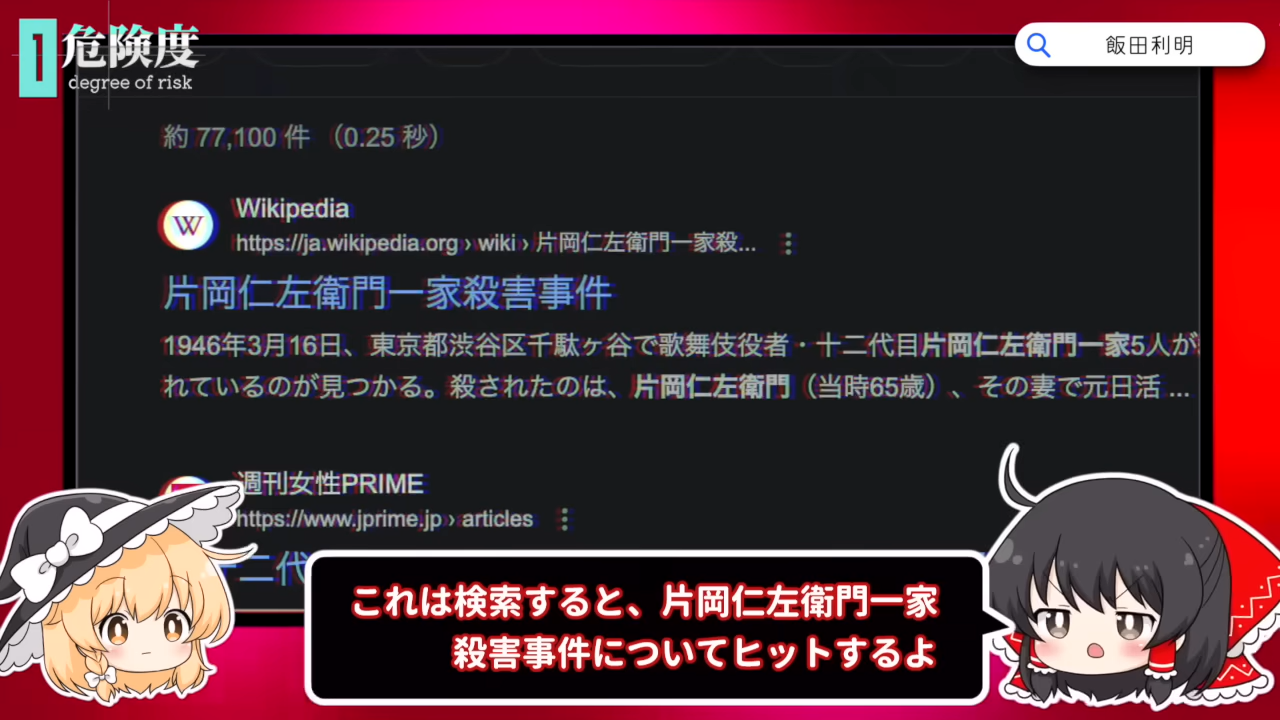 1 危険度
degree of risk
飯田利明
約 77,100 件 （0.25 秒）
Wikipedia
https://ja.wikipedia.org › wiki › 片岡仁左衛門一家殺...
片岡仁左衛門一家殺害事件
1946年3月16日、東京都渋谷区千駄ヶ谷で歌舞伎役者・十二代目片岡仁左衛門一家5人が
れているのが見つかる。殺されたのは、片岡仁左衛門（当時65歳）、その妻で元日活 ...
週刊女性PRIME
https://www.jprime.jp › articles
二代
これは検索すると、片岡仁左衛門一家
殺害事件についてヒットするよ